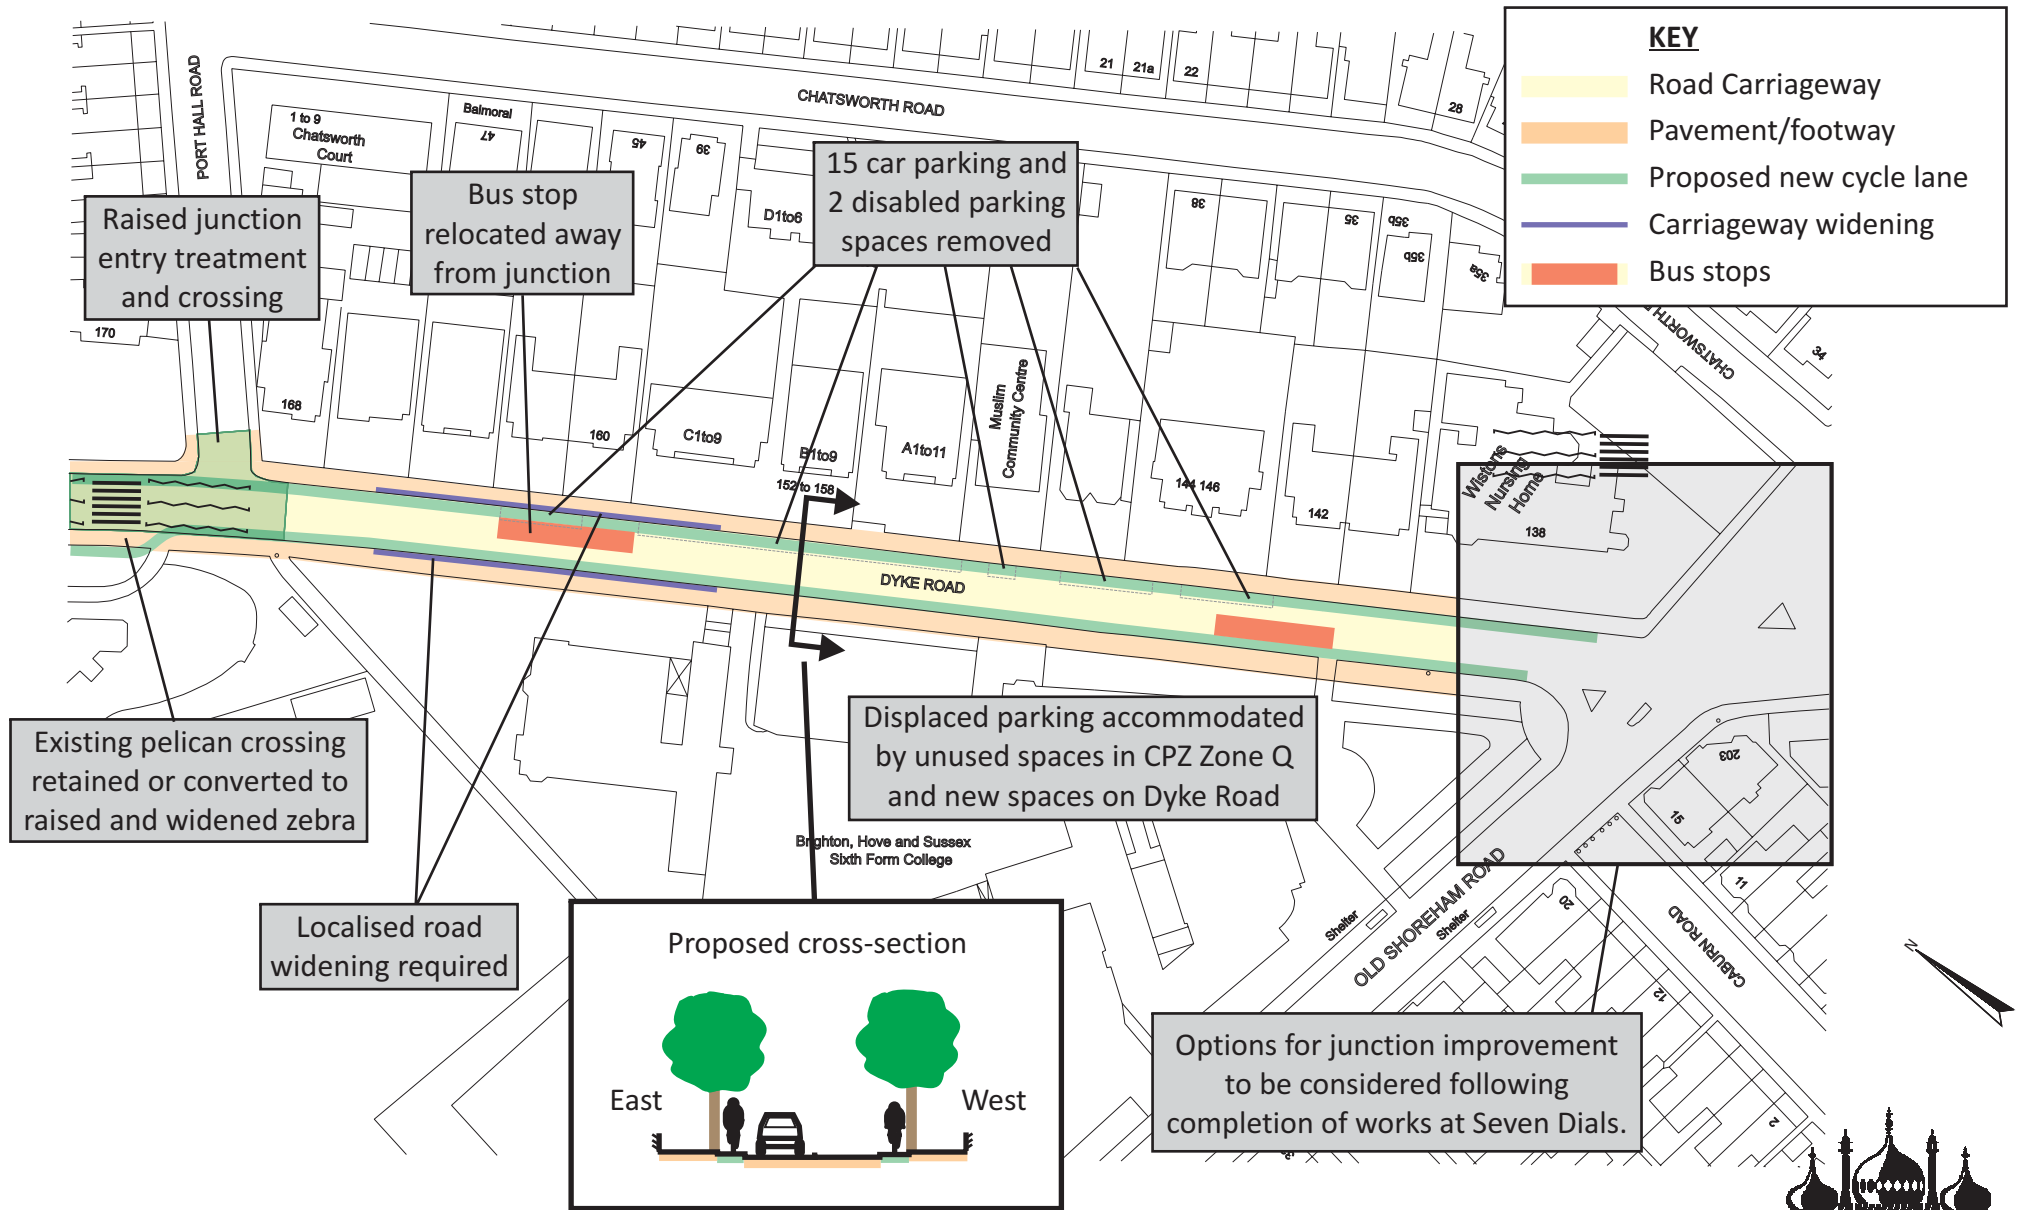 KEY
Road Carriageway
Pavement/footway
Proposed new cycle lane
Carriageway widening
Bus stops
PORT HALL ROAD
CHATSWORTH ROAD
21
21a
22
28
1 to 9
Chatsworth
Court
Balmoral
47
45
39
D1to6
38
35
35b
35b
35a
34
CHATSWORTH
Raised junction
entry treatment
and crossing
Bus stop
relocated away
from junction
15 car parking and
2 disabled parking
spaces removed
170
168
160
C1to9
B1to9
152 to 158
A1to11
Muslim
Community Centre
144 146
142
Wistons
Nursing
Home
138
DYKE ROAD
Existing pelican crossing
retained or converted to
raised and widened zebra
Displaced parking accommodated
by unused spaces in CPZ Zone Q
and new spaces on Dyke Road
Brighton, Hove and Sussex
Sixth Form College
Localised road
widening required
Proposed cross-section
East
West
Shelter
Shelter
OLD SHOREHAM ROAD
CABURN ROAD
203
15
11
20
12
2
N
Options for junction improvement
to be considered following
completion of works at Seven Dials.